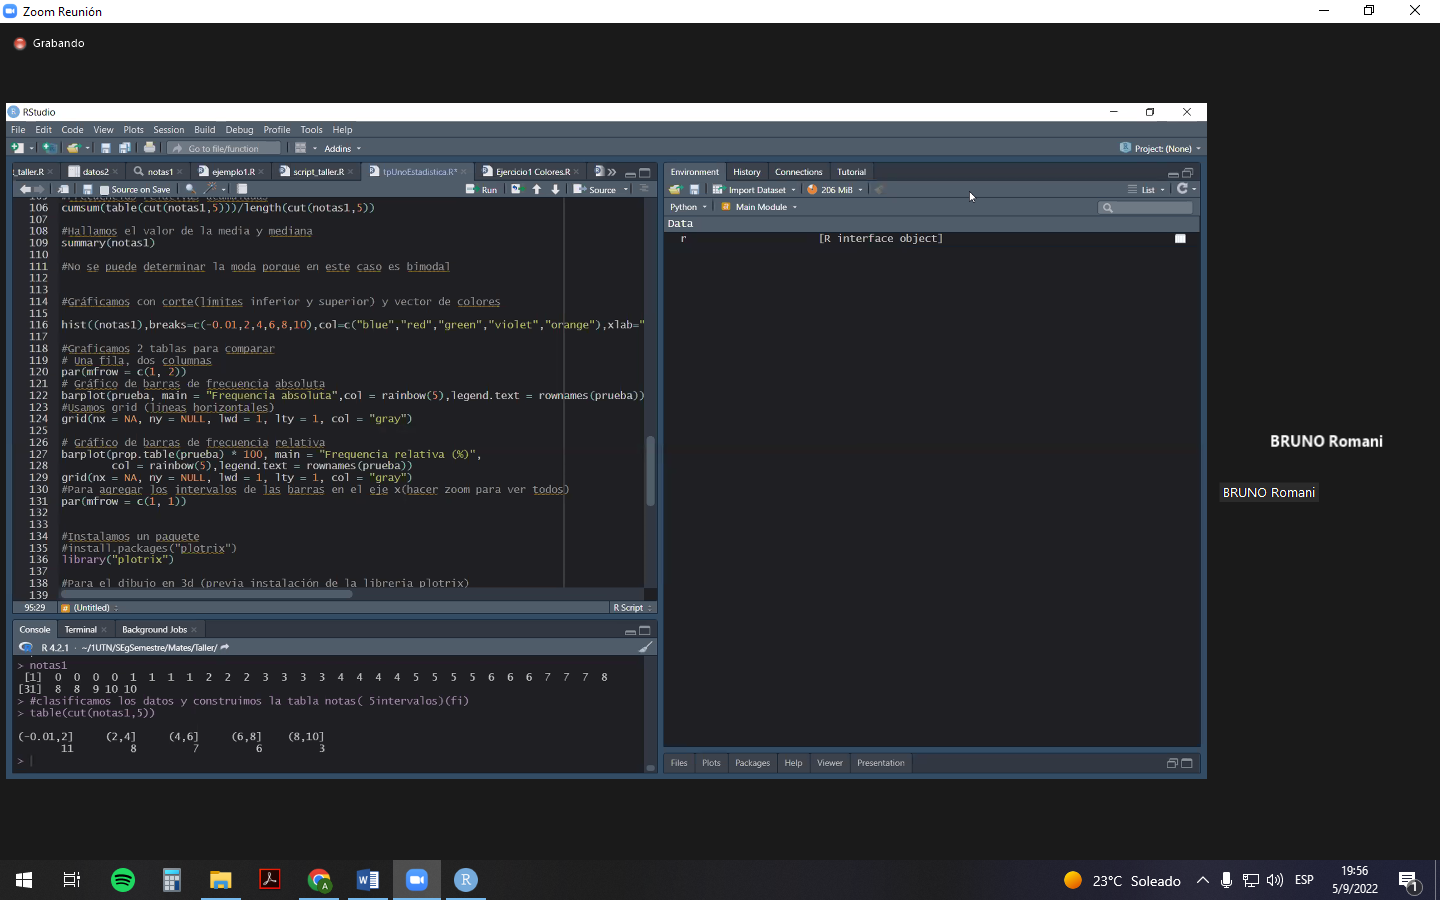 Zoom Reunión
Grabando
RStudio
File Edit Code View Plots Session Build Debug Profile Tools Help
Go to file/function Addins Project: (None)
_taller.R datos2 notas1 ejemplo1.R script_taller.R tpUnoEstadistica.R* Ejercicio1 Colores.R
Source on Save Run Source
106 cumsum(table(cut(notas1,5)))/length(cut(notas1,5))
107
108 #Hallamos el valor de la media y mediana
109 summary(notas1)
110
111 #No se puede determinar la moda porque en este caso es bimodal
112
113
114 #Gráficamos con corte(limites inferior y superior) y vector de colores
115
116 hist((notas1),breaks=c(-0.01,2,4,6,8,10),col=c("blue","red","green","violet","orange"),xlab="
117
118 #Graficamos 2 tablas para comparar
119 # Una fila, dos columnas
120 par(mfrow = c(1, 2))
121 # Gráfico de barras de frecuencia absoluta
122 barplot(prueba, main = "Frequencia absoluta",col = rainbow(5),legend.text = rownames(prueba))
123 #Usamos grid (lineas horizontales)
124 grid(nx = NA, ny = NULL, lwd = 1, lty = 1, col = "gray")
125
126 # Gráfico de barras de frecuencia relativa
127 barplot(prop.table(prueba) * 100, main = "Frequencia relativa (%)",
128 col = rainbow(5),legend.text = rownames(prueba))
129 grid(nx = NA, ny = NULL, lwd = 1, lty = 1, col = "gray")
130 #Para agregar los intervalos de las barras en el eje x(hacer zoom para ver todos)
131 par(mfrow = c(1, 1))
132
133
134 #Instalamos un paquete
135 #install.packages("plotrix")
136 library("plotrix")
137
138 #Para el dibujo en 3d (previa instalación de la libreria plotrix)
139
95:29 (Untitled) R Script
Console Terminal Background Jobs
R 4.2.1 · ~/1UTN/SEgSemestre/Mates/Taller/
> notas1
[1] 0 0 0 0 1 1 1 1 2 2 2 3 3 3 3 4 4 4 4 5 5 5 5 6 6 6 7 7 7 8
[31] 8 8 9 10 10
> #clasificamos los datos y construimos la tabla notas( 5intervalos)(fi)
> table(cut(notas1,5))
(-0.01,2] (2,4] (4,6] (6,8] (8,10]
11 8 7 6 3
>
Environment History Connections Tutorial
Import Dataset 206 MiB List
Python Main Module
Data
r [R interface object]
Files Plots Packages Help Viewer Presentation
BRUNO Romani
BRUNO Romani
23°C Soleado ESP
19:56
5/9/2022
1